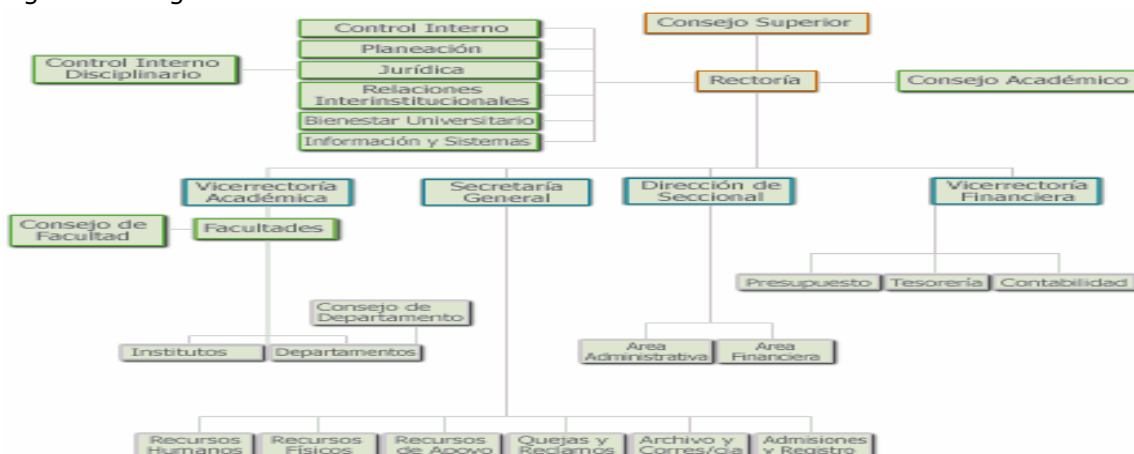 Control Interno
Consejo Superior
Planeación
Control Interno
Disciplinario
Jurídica
Rectoría
Consejo Académico
Relaciones
Interinstitucionales
Bienestar Universitario
Información y Sistemas
Vicerrectoría
Académica
Secretaría
General
Dirección de
Seccional
Vicerrectoría
Financiera
Consejo de
Facultad
Facultades
Presupuesto
Tesorería
Contabilidad
Consejo de
Departamento
Institutos
Departamentos
Area
Administrativa
Area
Financiera
Recursos
Humanos
Recursos
Físicos
Recursos
de Apoyo
Quejas y
Reclamos
Archivo y
Corres/cia
Admisiones
y Registro